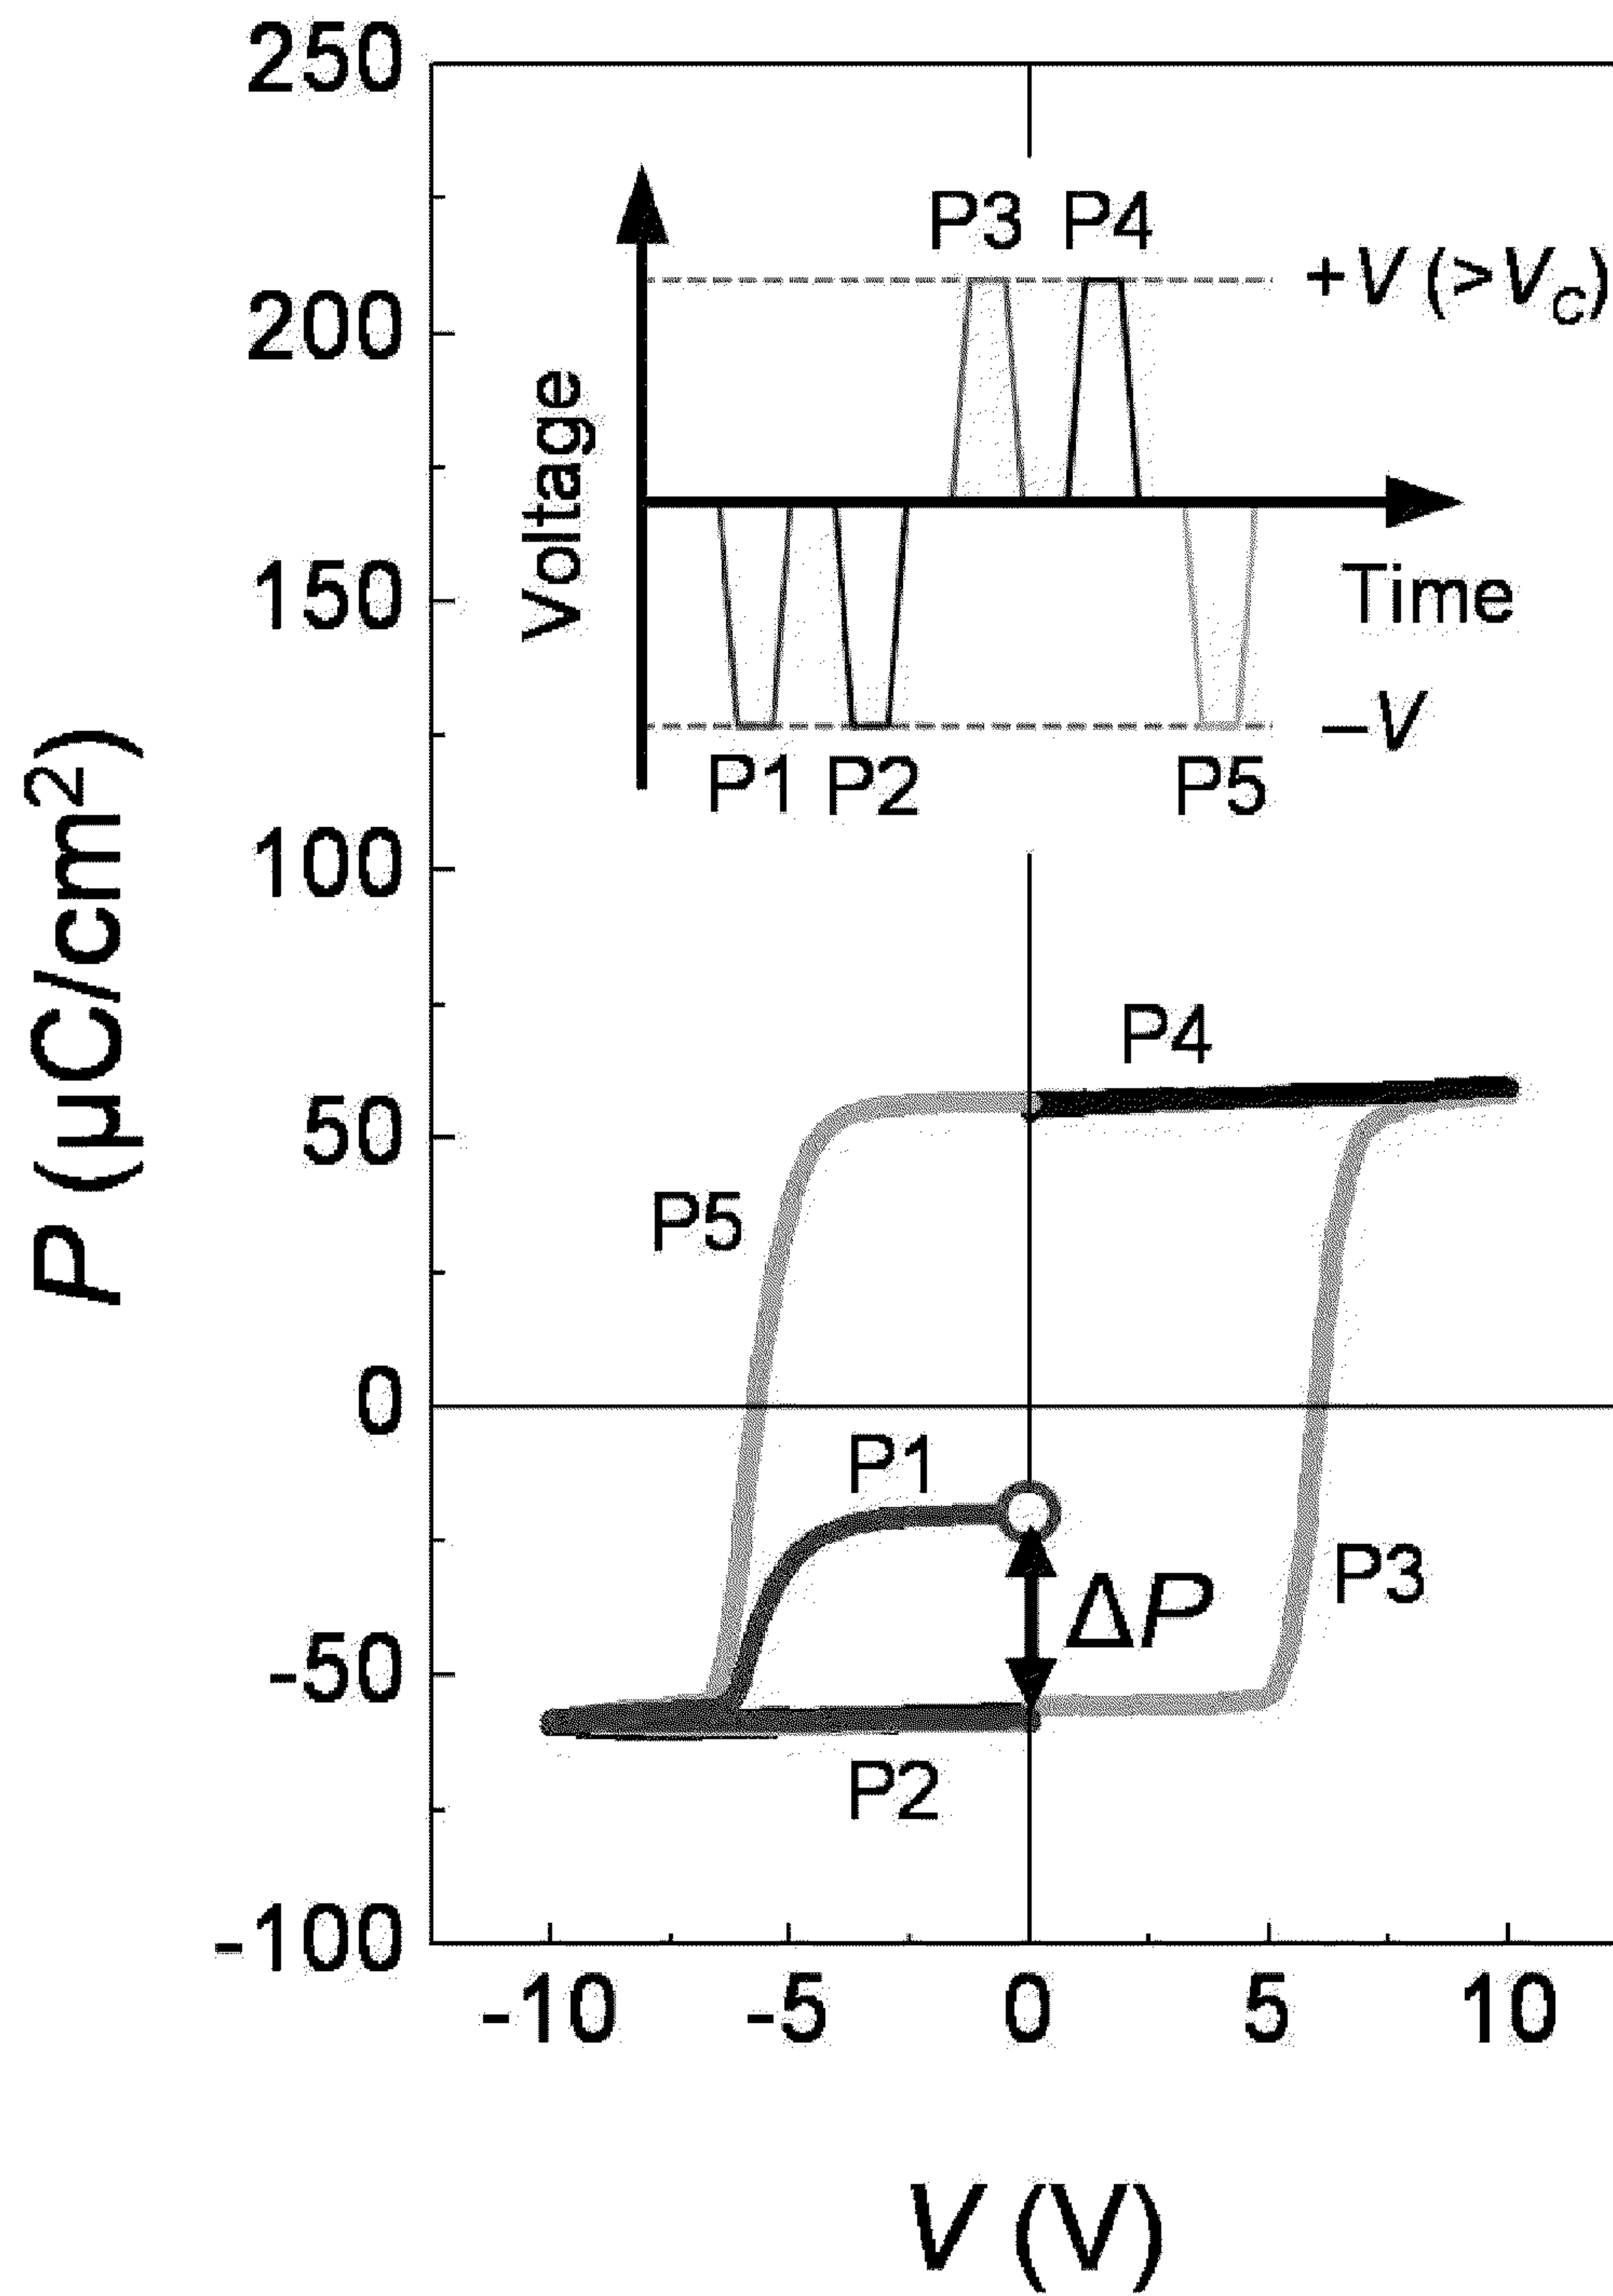 250
200
150
100
50
0
-50
-100
P (μC/cm²)
Voltage
P3 P4
+V (>V_C)
Time
–V
P1 P2
P5
P4
P5
P1
ΔP
P3
P2
-10 -5 0 5 10
V (V)